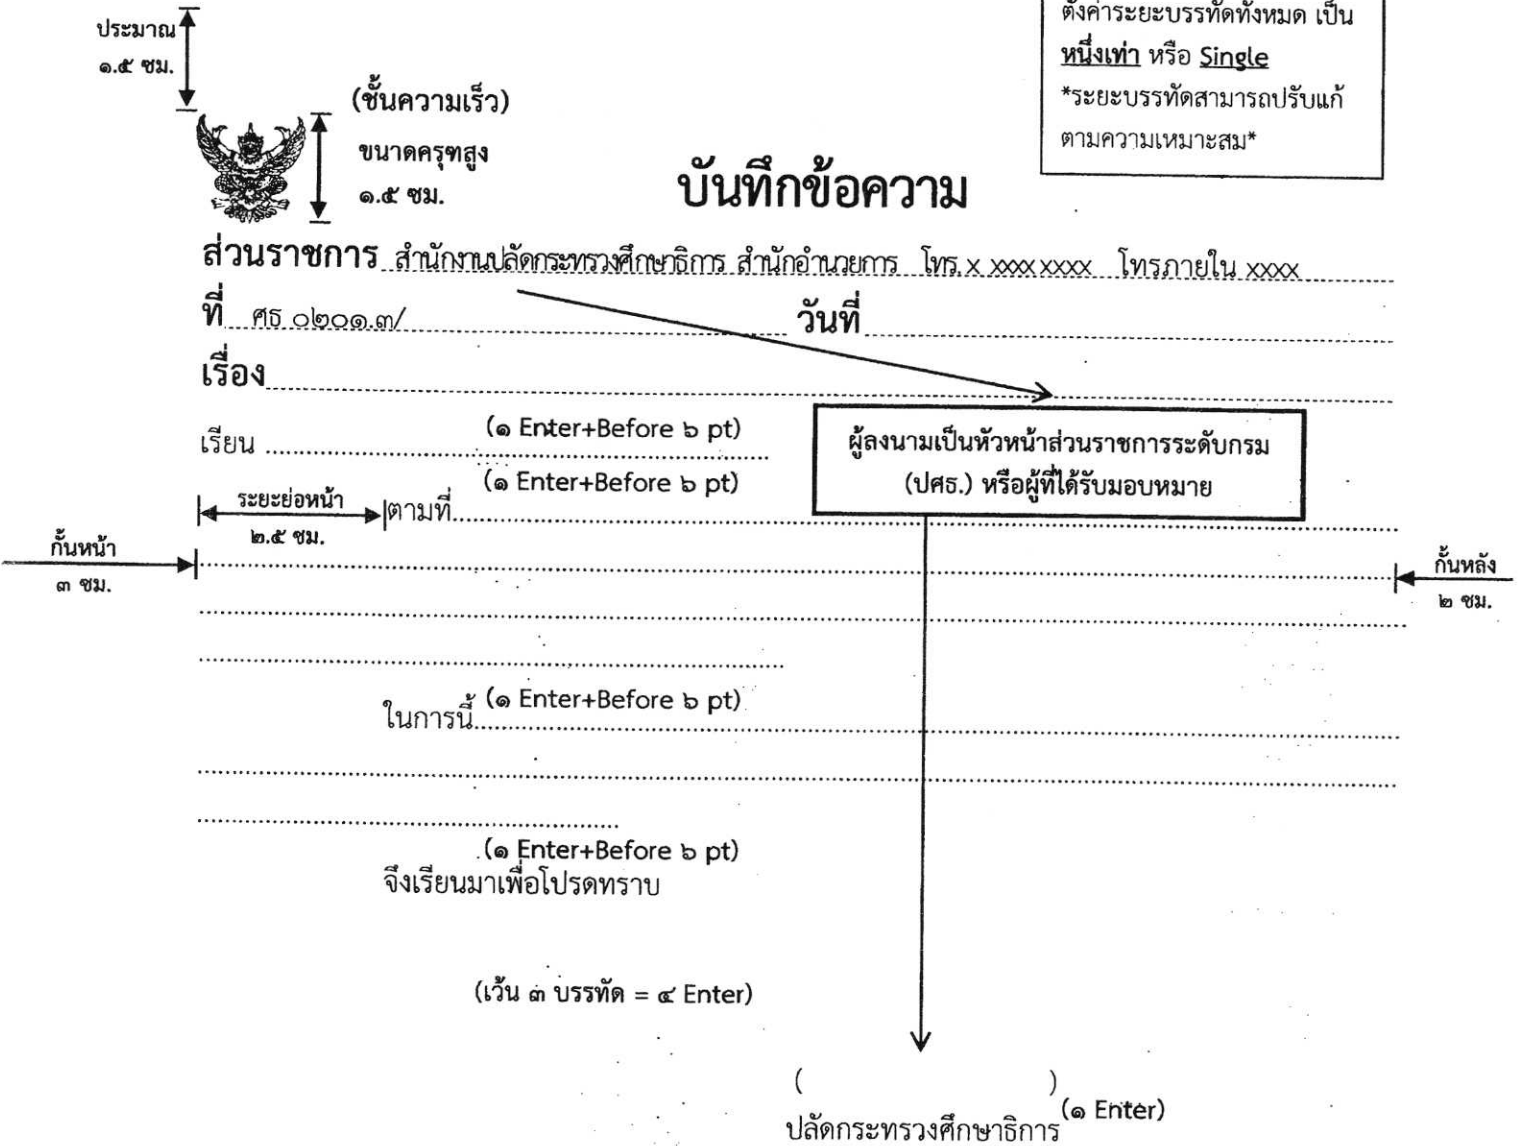 ตั้งค่าระยะบรรทัดทั้งหมด เป็น
หนึ่งเท่า หรือ Single
*ระยะบรรทัดสามารถปรับแก้
ตามความเหมาะสม*
ประมาณ
๑.๕ ซม.
(ชั้นความเร็ว)
ขนาดครุฑสูง
๑.๕ ซม.
บันทึกข้อความ
ส่วนราชการ สำนักงานปลัดกระทรวงศึกษาธิการ สำนักอำนวยการ โทร. x xxxx xxxx โทรภายใน xxxx
ที่ ศธ ๐๒๐๑.๓/ วันที่
เรื่อง
(๑ Enter+Before ๖ pt)
เรียน
ผู้ลงนามเป็นหัวหน้าส่วนราชการระดับกรม
(ปศธ.) หรือผู้ที่ได้รับมอบหมาย
(๑ Enter+Before ๖ pt)
ระยะย่อหน้า
๒.๕ ซม.
ตามที่
กั้นหน้า
๓ ซม.
กั้นหลัง
๒ ซม.
(๑ Enter+Before ๖ pt)
ในการนี้
(๑ Enter+Before ๖ pt)
จึงเรียนมาเพื่อโปรดทราบ
(เว้น ๓ บรรทัด = ๔ Enter)
( )
(๑ Enter)
ปลัดกระทรวงศึกษาธิการ